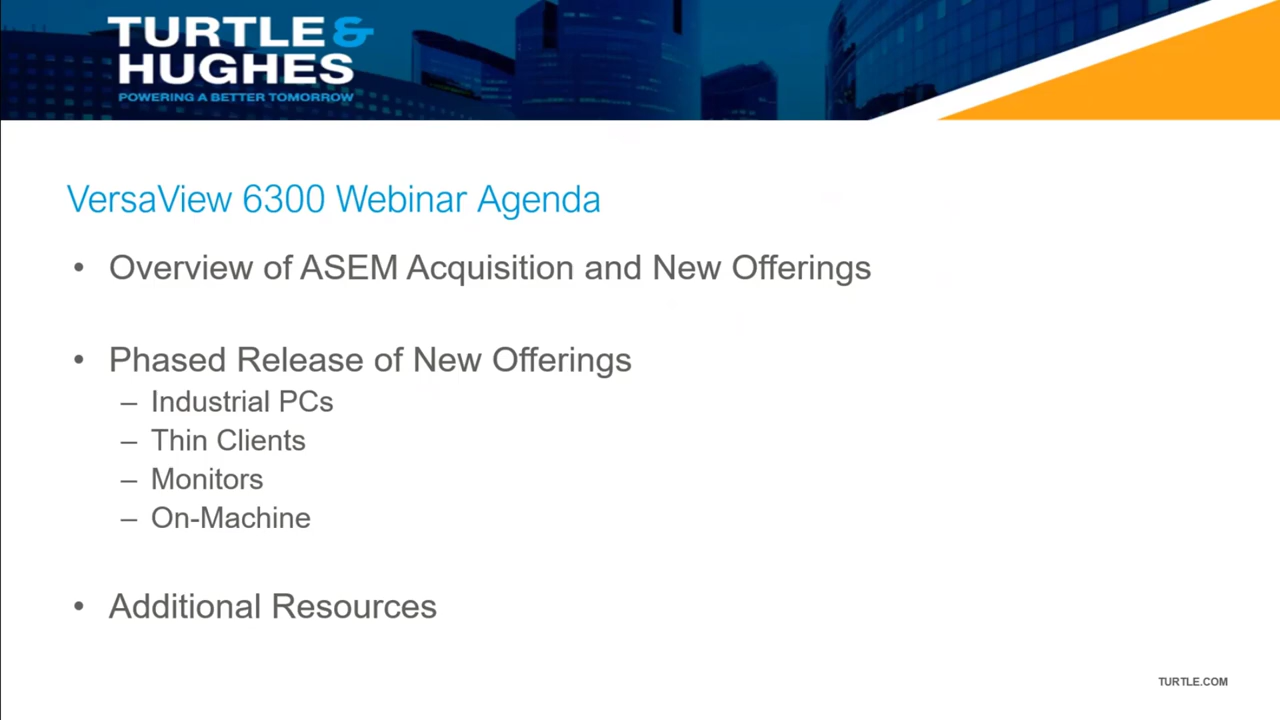 TURTLE &
HUGHES
POWERING A BETTER TOMORROW
VersaView 6300 Webinar Agenda
• Overview of ASEM Acquisition and New Offerings
• Phased Release of New Offerings
– Industrial PCs
– Thin Clients
– Monitors
– On-Machine
• Additional Resources
TURTLE.COM